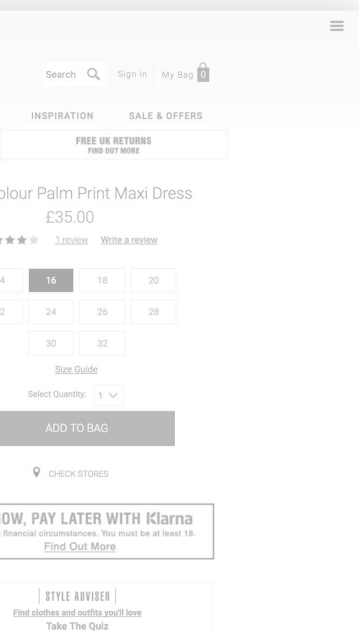 Search Sign In My Bag 0
INSPIRATION SALE & OFFERS
FREE UK RETURNS
FIND OUT MORE
Palm Print Maxi Dress
£35.00
1 review Write a review
16 18 20
24 26 28
30 32
Size Guide
Select Quantity: 1
ADD TO BAG
CHECK STORES
PAY LATER WITH Klarna
financial circumstances. You must be at least 18.
Find Out More
STYLE ADVISER
Find clothes and outfits you'll love
Take The Quiz